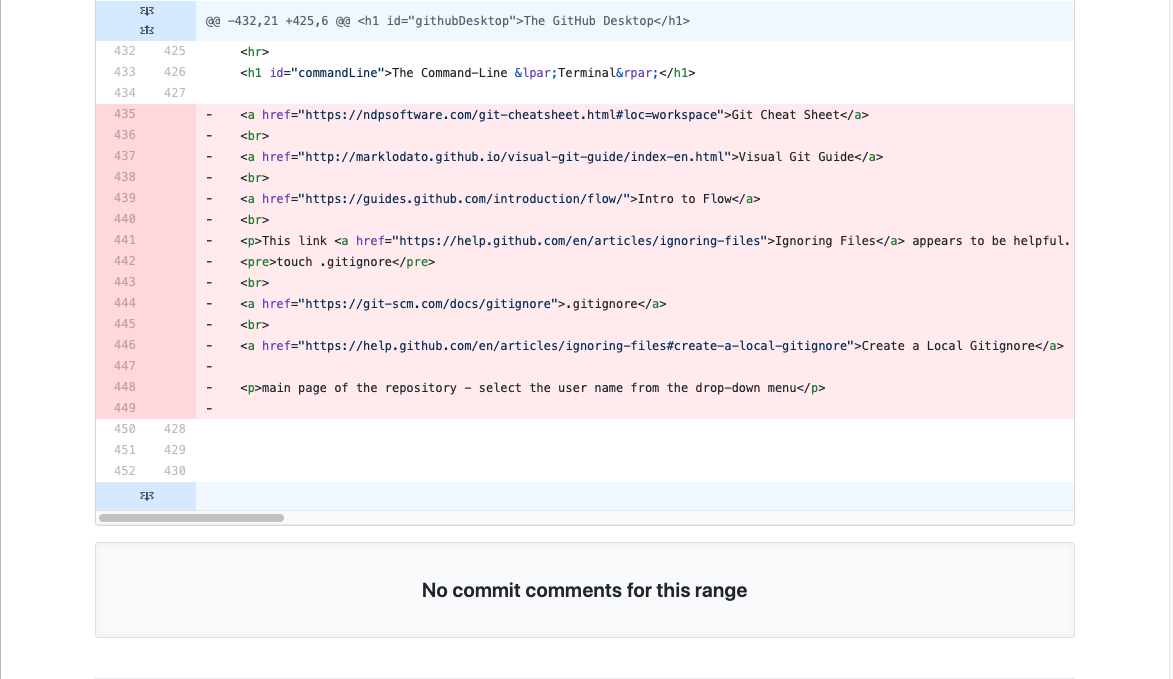 @@ -432,21 +425,6 @@ <h1 id="githubDesktop">The GitHub Desktop</h1>
432 425 <hr>
433 426 <h1 id="commandLine">The Command-Line &lpar;Terminal&rpar;</h1>
434 427
435 - <a href="https://ndpsoftware.com/git-cheatsheet.html#loc=workspace">Git Cheat Sheet</a>
436 - <br>
437 - <a href="http://marklodato.github.io/visual-git-guide/index-en.html">Visual Git Guide</a>
438 - <br>
439 - <a href="https://guides.github.com/introduction/flow/">Intro to Flow</a>
440 - <br>
441 - <p>This link <a href="https://help.github.com/en/articles/ignoring-files">Ignoring Files</a> appears to be helpful.
442 - <pre>touch .gitignore</pre>
443 - <br>
444 - <a href="https://git-scm.com/docs/gitignore">.gitignore</a>
445 - <br>
446 - <a href="https://help.github.com/en/articles/ignoring-files#create-a-local-gitignore">Create a Local Gitignore</a>
447 -
448 - <p>main page of the repository – select the user name from the drop-down menu</p>
449 -
450 428
451 429
452 430
No commit comments for this range